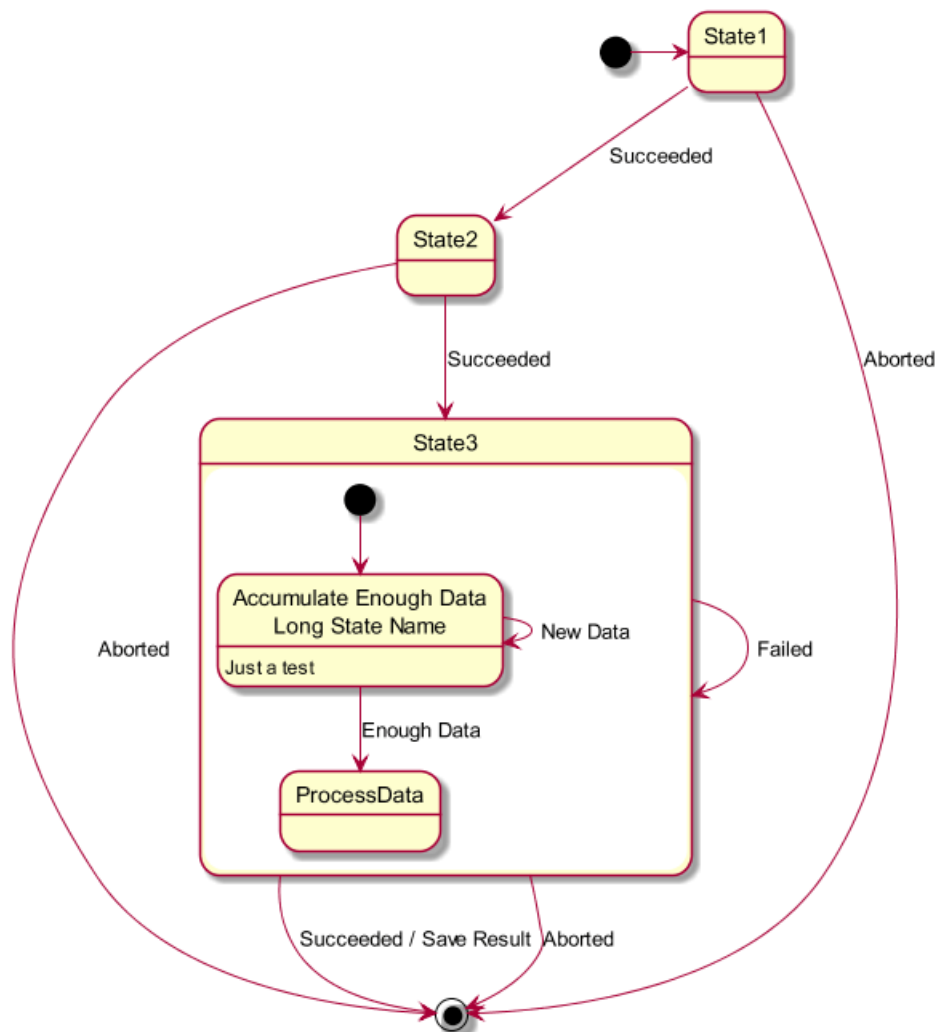 State1
Succeeded
State2
Succeeded
Aborted
State3
Accumulate Enough Data
Long State Name
Just a test
New Data
Aborted
Failed
Enough Data
ProcessData
Succeeded / Save Result
Aborted